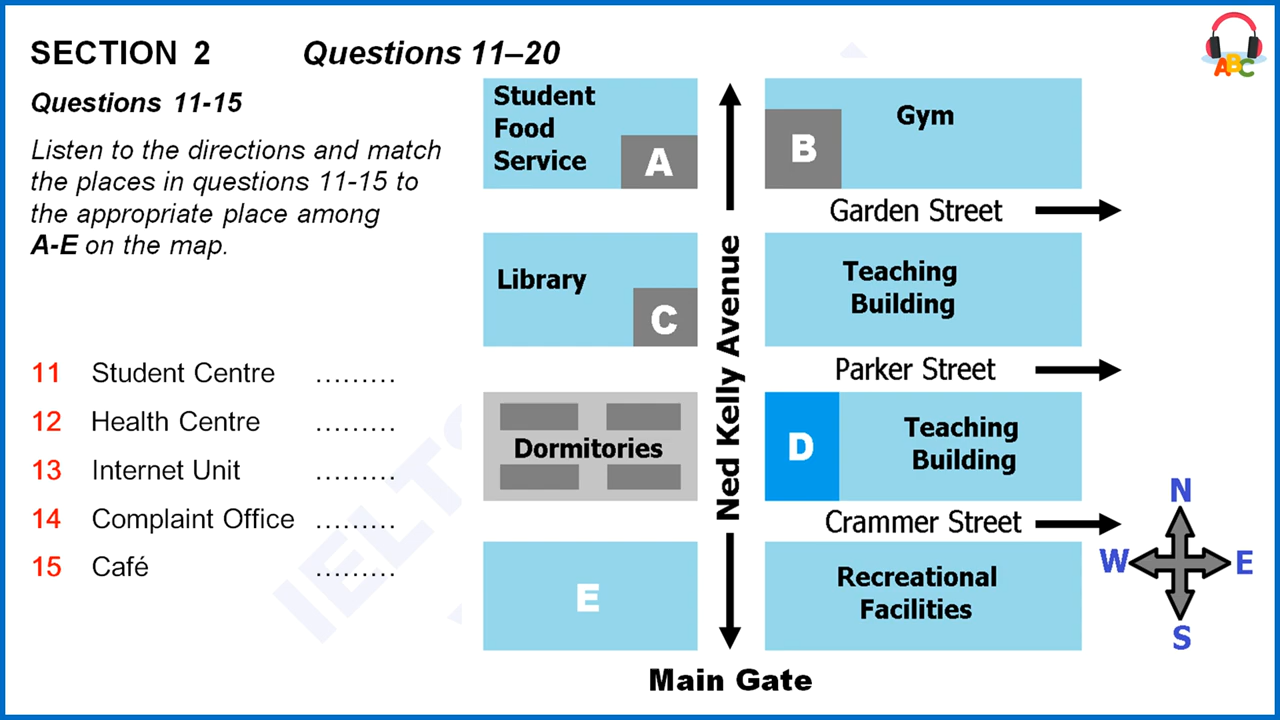 SECTION 2 Questions 11–20
Questions 11-15
Listen to the directions and match
the places in questions 11-15 to
the appropriate place among
A-E on the map.
11 Student Centre ………
12 Health Centre ………
13 Internet Unit ………
14 Complaint Office ………
15 Café ………
Student
Food
Service
A
B
Gym
Garden Street
Library
C
Teaching
Building
Ned Kelly Avenue
Parker Street
Dormitories
D
Teaching
Building
Crammer Street
E
Recreational
Facilities
Main Gate
N
W
E
S
ABC
IELTS